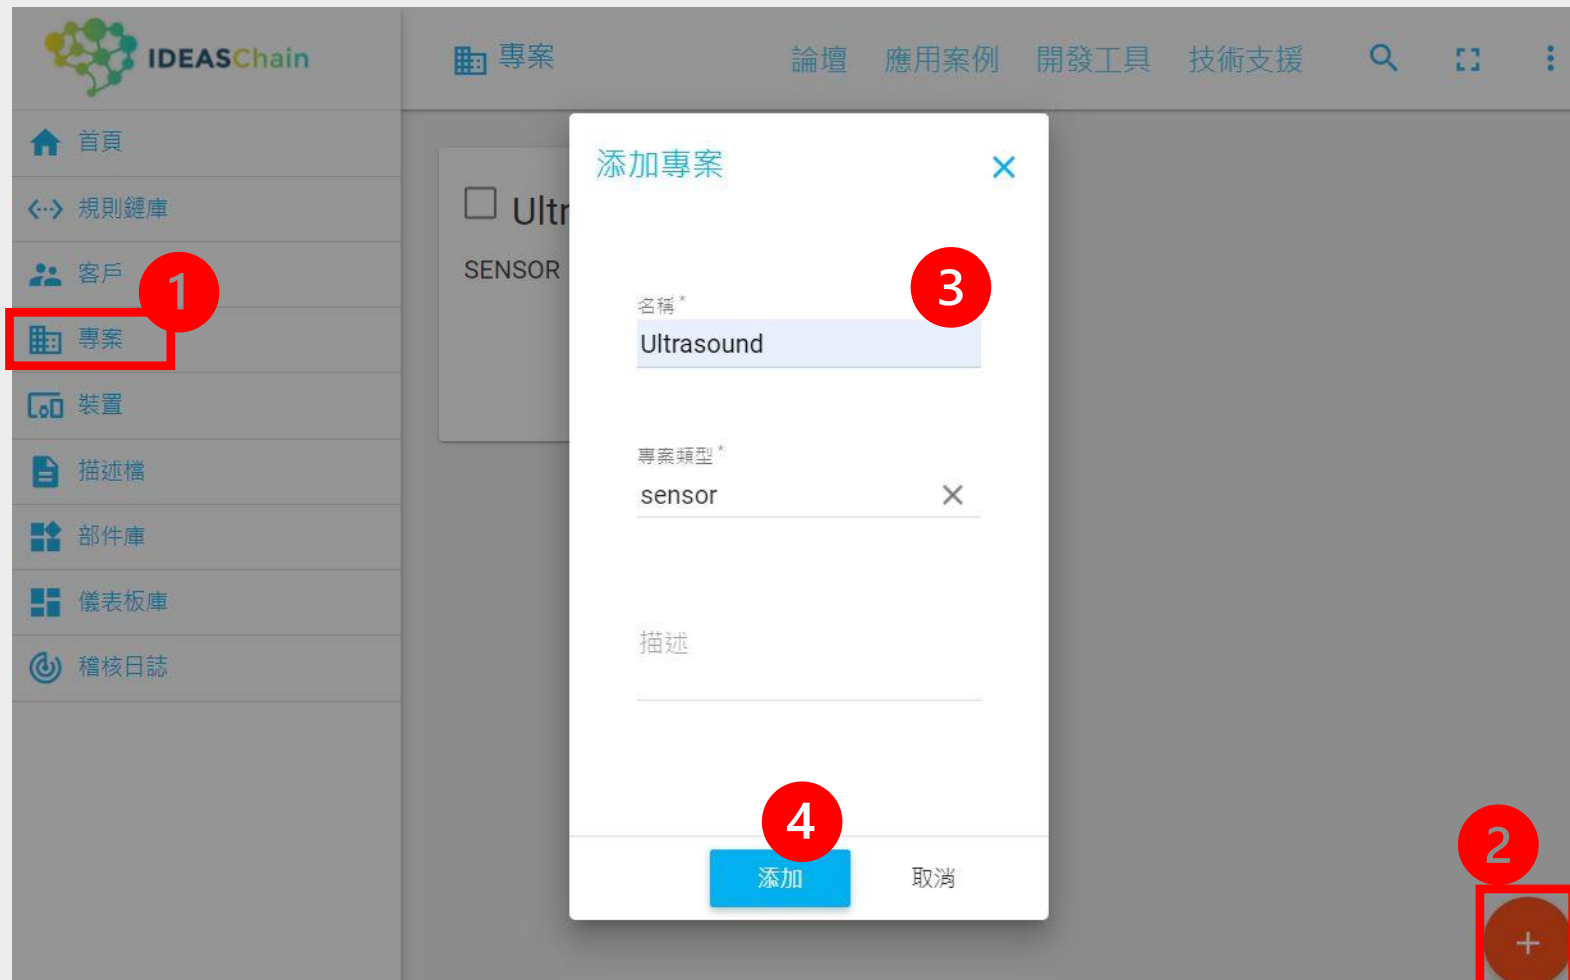 IDEASChain
專案
論壇 應用案例 開發工具 技術支援
首頁
規則鏈庫
客戶
1
專案
裝置
描述檔
部件庫
儀表板庫
稽核日誌
Ultr
SENSOR
添加專案
3
名稱 *
Ultrasound
專案類型 *
sensor
描述
4
添加 取消
2